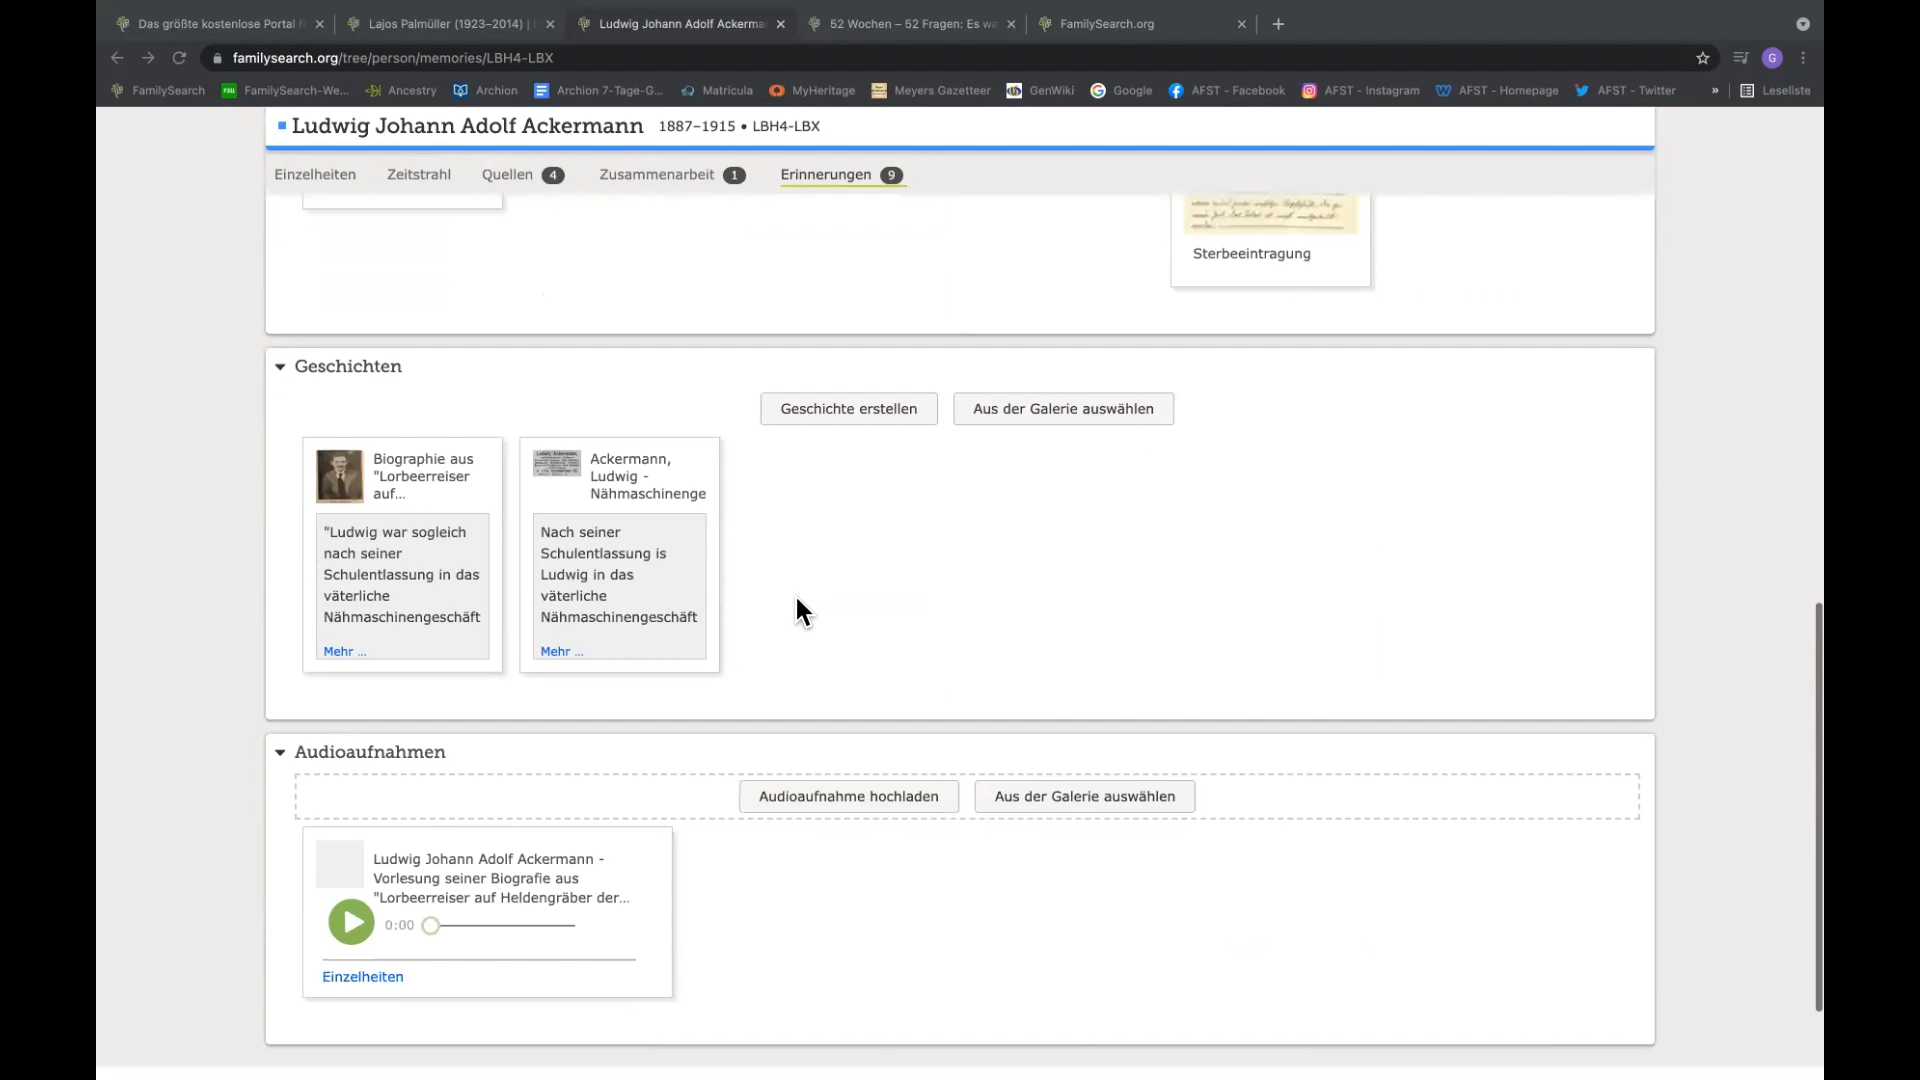 Das größte kostenlose Portal
Lajos Palmüller (1923–2014) |
Ludwig Johann Adolf Ackerma
52 Wochen – 52 Fragen: Es wa
FamilySearch.org
familysearch.org/tree/person/memories/LBH4-LBX
G
FamilySearch
FamilySearch-We...
Ancestry
Archion
Archion 7-Tage-G...
Matricula
MyHeritage
Meyers Gazetteer
GenWiki
Google
AFST - Facebook
AFST - Instagram
AFST - Homepage
AFST - Twitter
»
Leseliste
Ludwig Johann Adolf Ackermann 1887–1915 • LBH4-LBX
Einzelheiten Zeitstrahl Quellen 4 Zusammenarbeit 1 Erinnerungen 9
Sterbeeintragung
Geschichten
Geschichte erstellen Aus der Galerie auswählen
Biographie aus
"Lorbeerreiser
auf...
"Ludwig war sogleich
nach seiner
Schulentlassung in das
väterliche
Nähmaschinengeschäft
Mehr ...
Ackermann,
Ludwig -
Nähmaschinenge
Nach seiner
Schulentlassung is
Ludwig in das
väterliche
Nähmaschinengeschäft
Mehr ...
Audioaufnahmen
Audioaufnahme hochladen Aus der Galerie auswählen
Ludwig Johann Adolf Ackermann -
Vorlesung seiner Biografie aus
"Lorbeerreiser auf Heldengräber der...
0:00
Einzelheiten